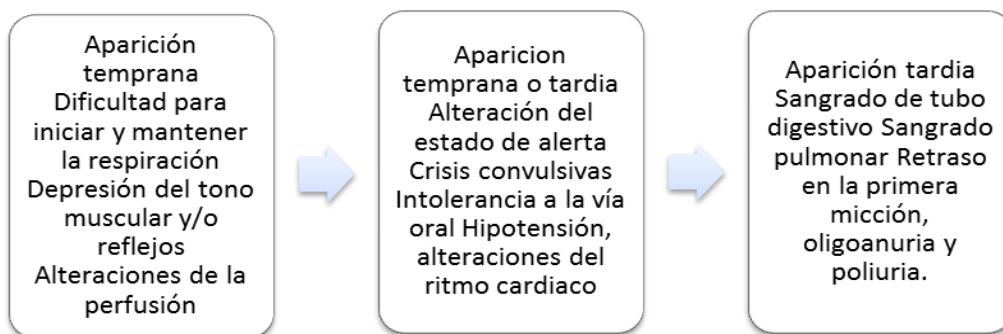 Aparición
temprana
Dificultad para
iniciar y mantener
la respiración
Depresión del tono
muscular y/o
reflejos
Alteraciones de la
perfusión
Aparicion
temprana o tardia
Alteración del
estado de alerta
Crisis convulsivas
Intolerancia a la vía
oral Hipotensión,
alteraciones del
ritmo cardiaco
Aparición tardia
Sangrado de tubo
digestivo Sangrado
pulmonar Retraso
en la primera
micción,
oligoanuria y
poliuria.